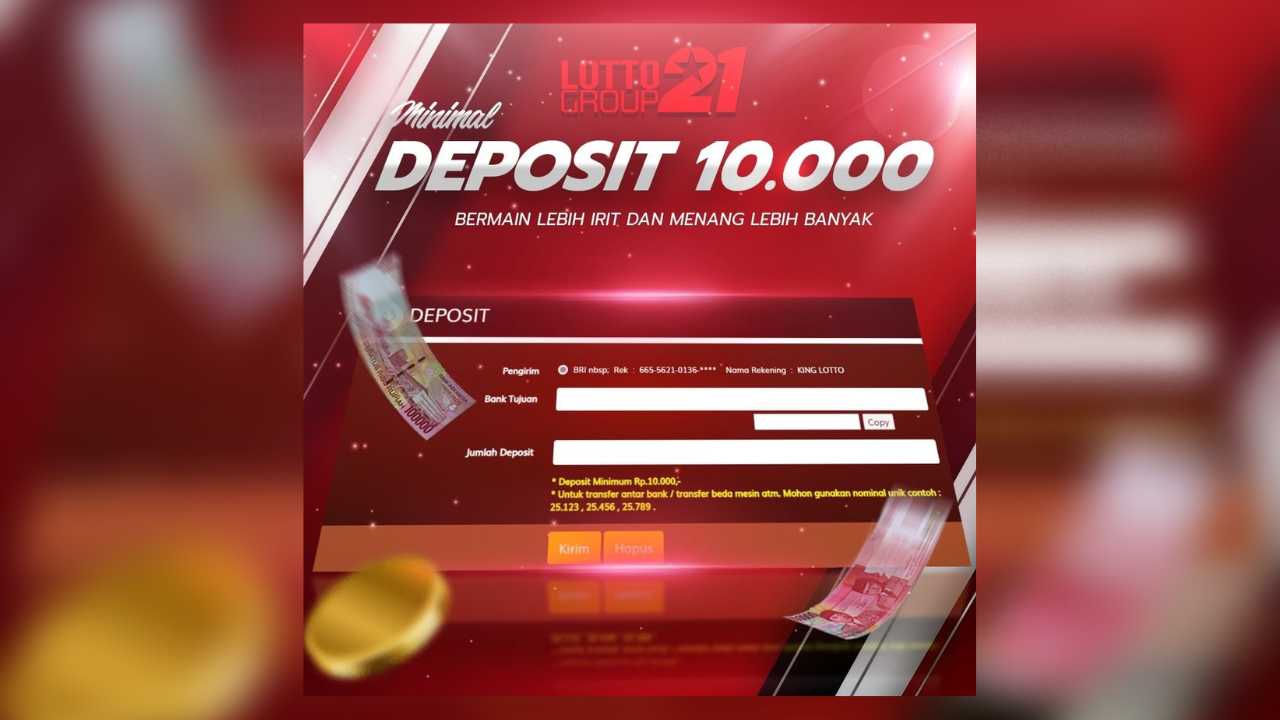 LOTTO
GROUP 21
Minimal
DEPOSIT 10.000
BERMAIN LEBIH IRIT DAN MENANG LEBIH BANYAK
DEPOSIT
Pengirim BRI nbsp; Rek : 665-5621-0136-**** Nama Rekening : KING LOTTO
Bank Tujuan
Copy
Jumlah Deposit
* Deposit Minimum Rp.10.000,-
* Untuk transfer antar bank / transfer beda mesin atm. Mohon gunakan nominal unik contoh :
25.123 , 25.456 , 25.789 .
Kirim Hapus
100000